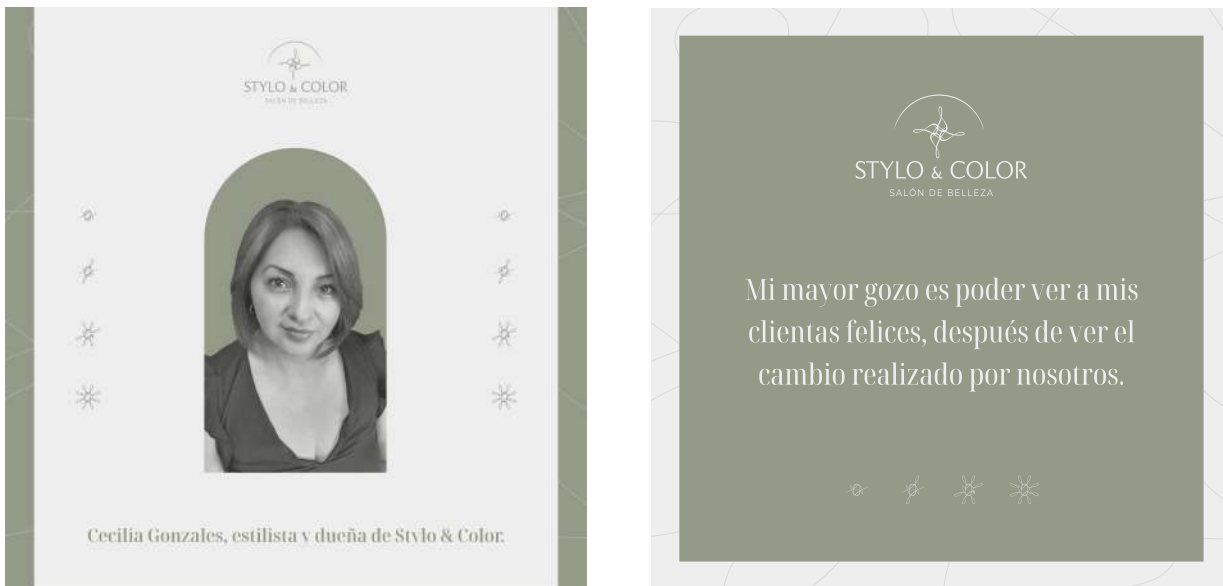 STYLO & COLOR
SALÓN DE BELLEZA
Cecilia Gonzales, estilista y dueña de Stylo & Color.
STYLO & COLOR
SALÓN DE BELLEZA
Mi mayor gozo es poder ver a mis
clientas felices, después de ver el
cambio realizado por nosotros.